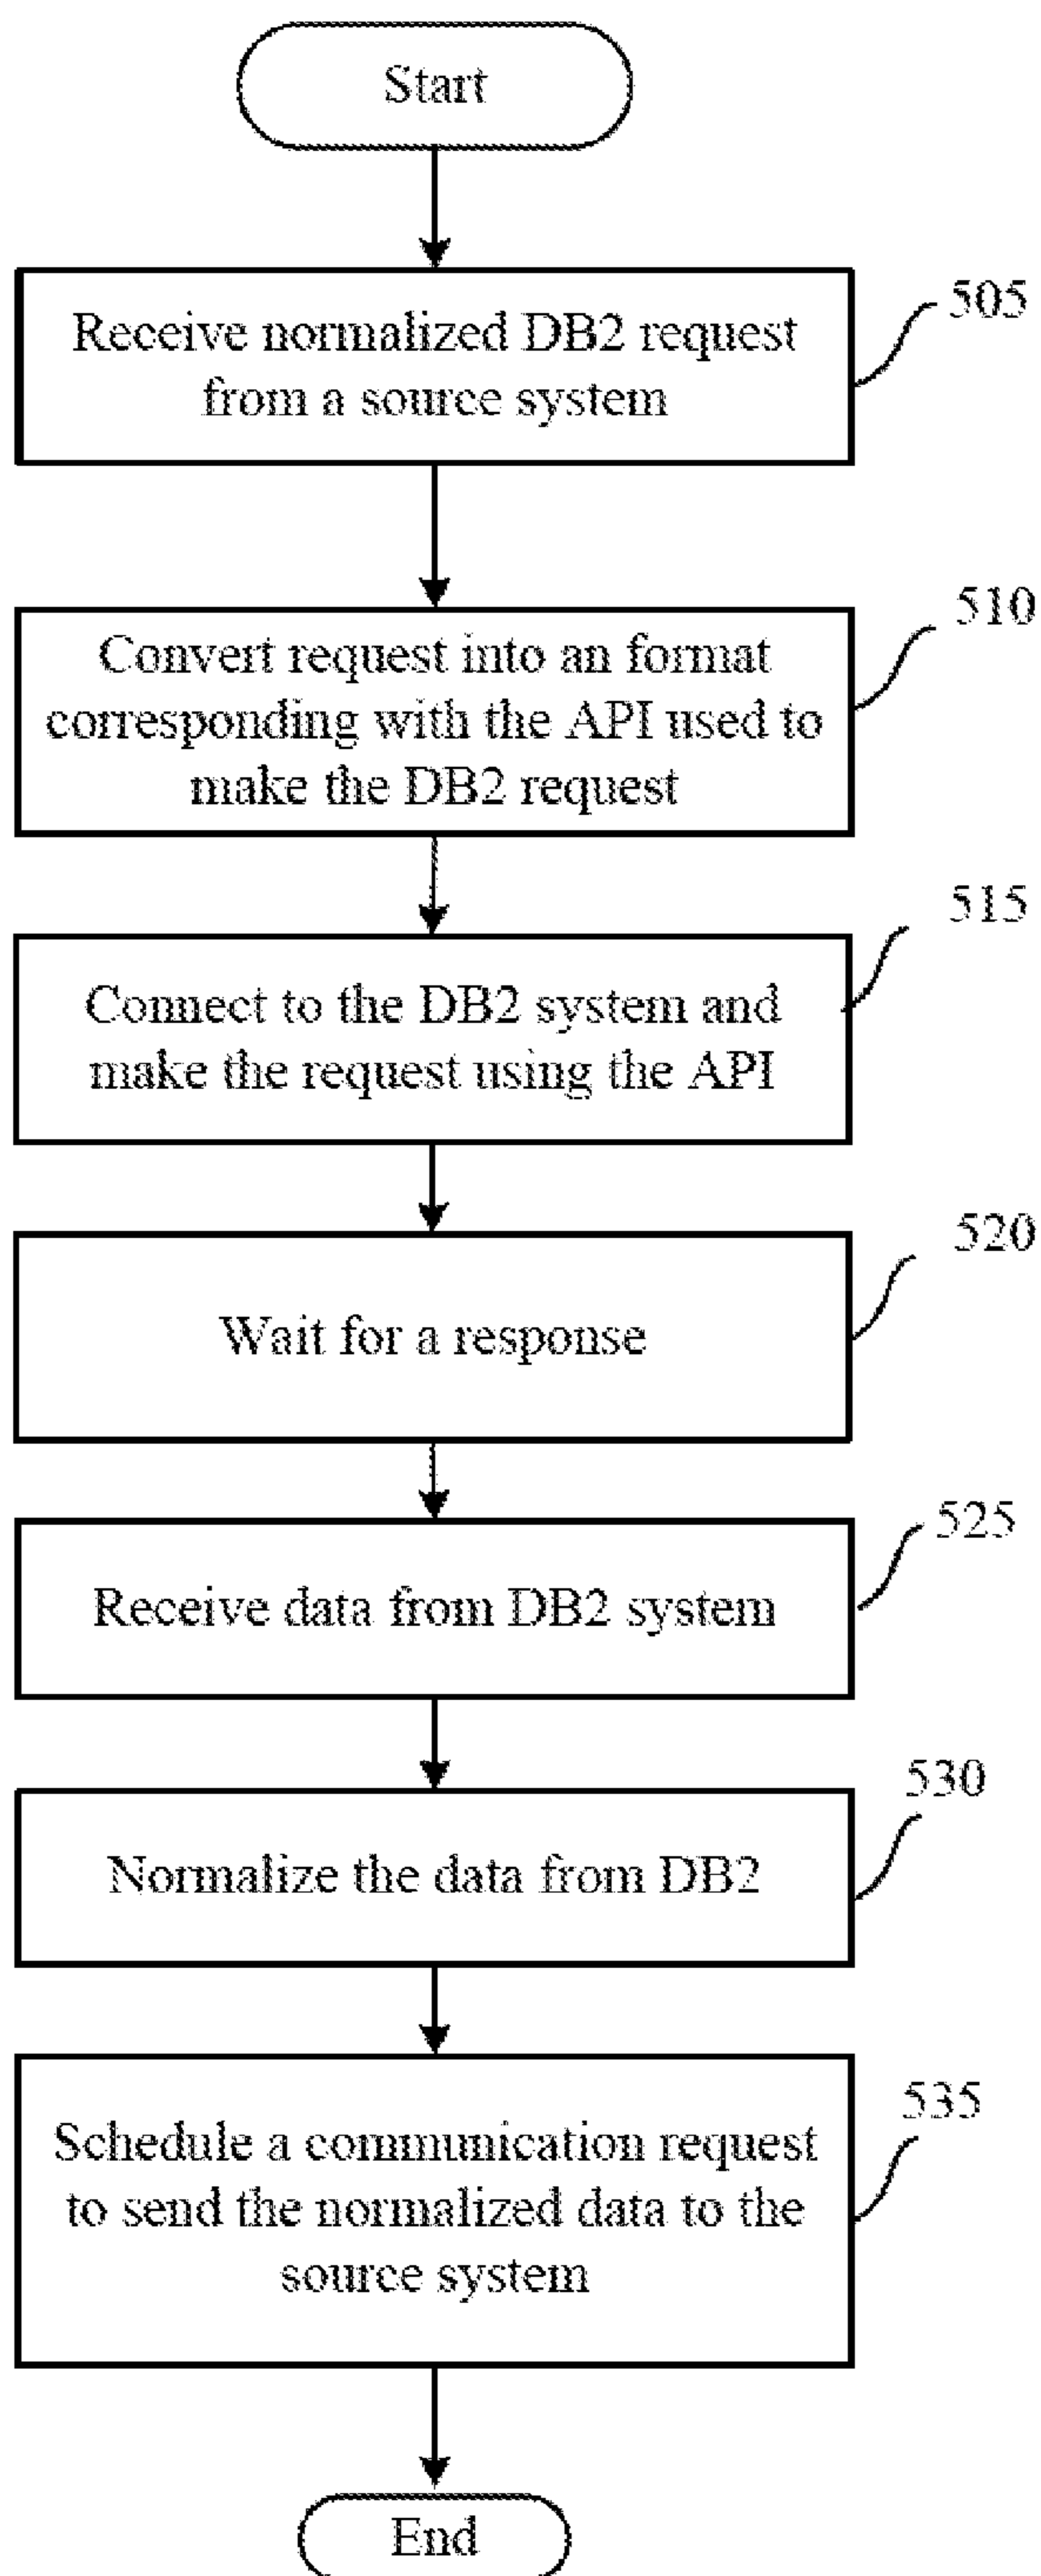 Start
505
Receive normalized DB2 request
from a source system
510
Convert request into an format
corresponding with the API used to
make the DB2 request
515
Connect to the DB2 system and
make the request using the API
520
Wait for a response
525
Receive data from DB2 system
530
Normalize the data from DB2
535
Schedule a communication request
to send the normalized data to the
source system
End